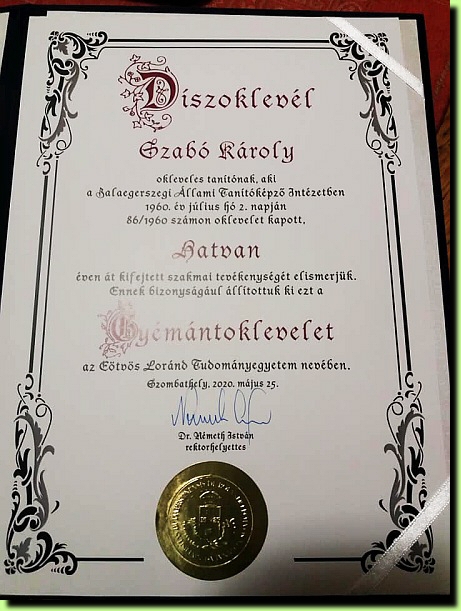 Díszoklevél
Szabó Károly
okleveles tanítónak, aki
a Zalaegerszegi Állami Tanítóképző Intézetben
1960. év július hó 2. napján
86/1960 számon oklevelet kapott,
Hatvan
éven át kifejtett szakmai tevékenységét elismerjük.
Ennek bizonyságául állítottuk ki ezt a
Gyémántoklevelet
az Eötvös Loránd Tudományegyetem nevében.
Szombathely, 2020. május 25.
Dr. Németh István
rektorhelyettes